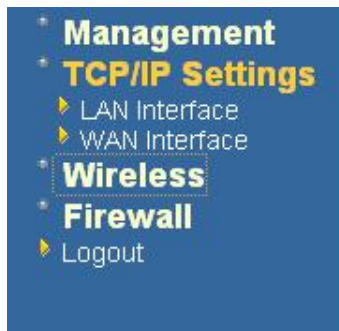 Management
TCP/IP Settings
LAN Interface
WAN Interface
Wireless
Firewall
Logout